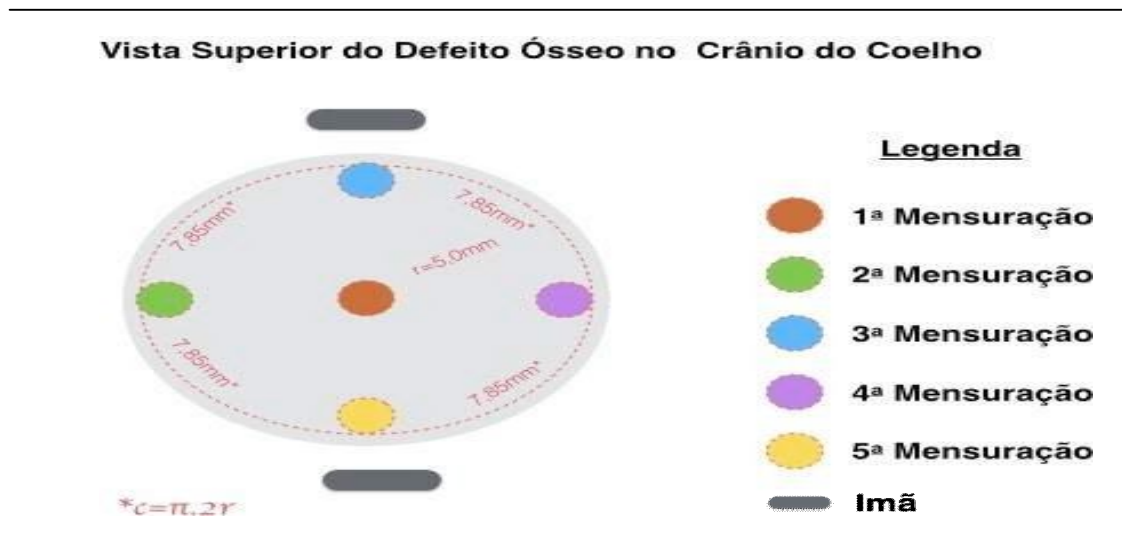 Vista Superior do Defeito Ósseo no Crânio do Coelho
Legenda
7,85mm*
7,85mm*
r=5,0mm
7,85mm*
7,85mm*
*c=π.2r
1ª Mensuração
2ª Mensuração
3ª Mensuração
4ª Mensuração
5ª Mensuração
Imã